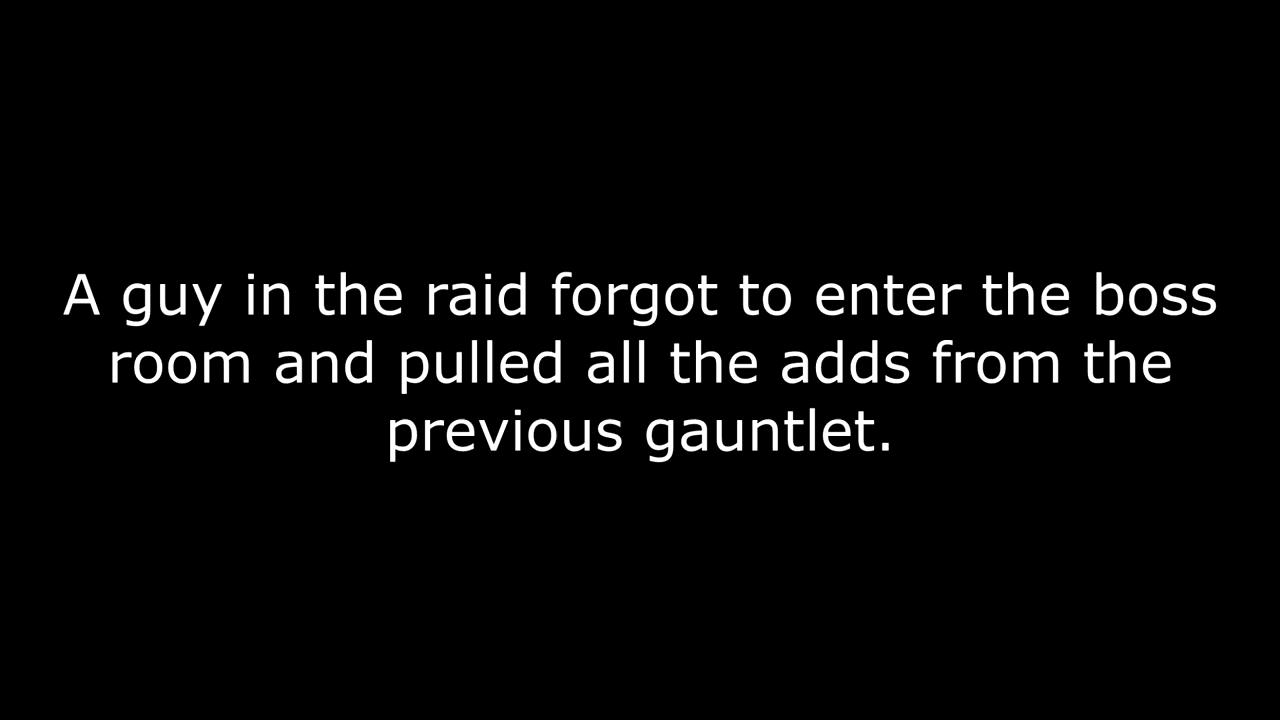 A guy in the raid forgot to enter the boss
room and pulled all the adds from the
previous gauntlet.